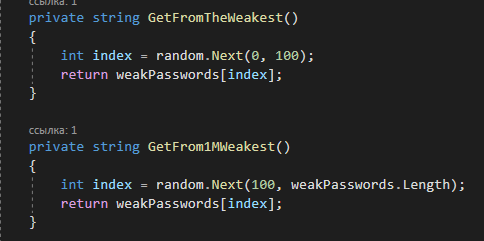 ссылка: 1
private string GetFromTheWeakest()
{
int index = random.Next(0, 100);
return weakPasswords[index];
}
ссылка: 1
private string GetFrom1MWeakest()
{
int index = random.Next(100, weakPasswords.Length);
return weakPasswords[index];
}